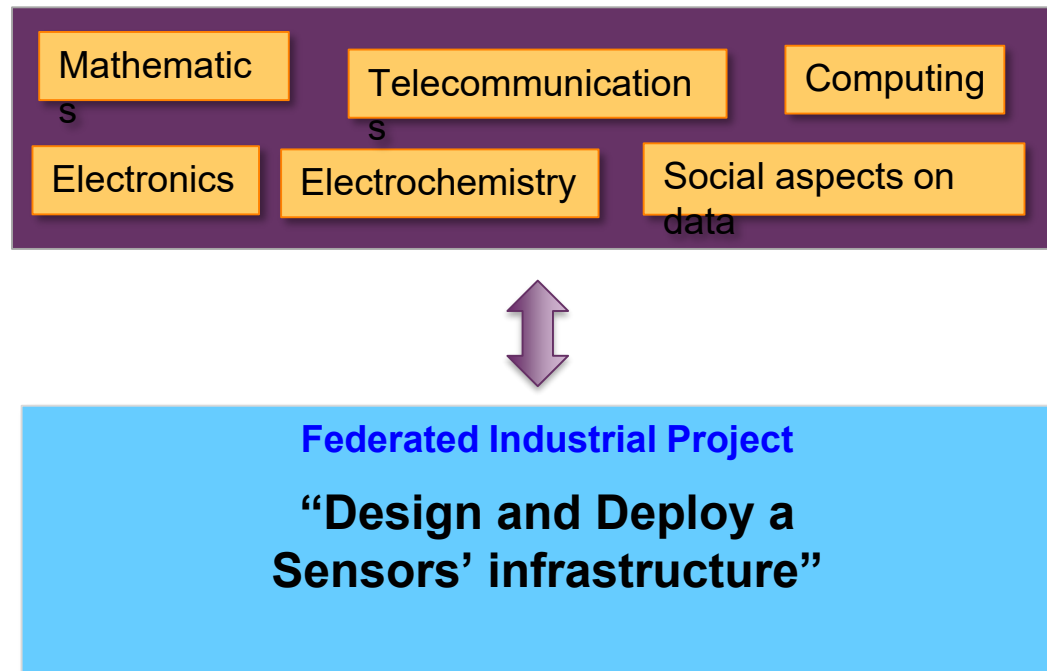 Mathematic
s
Telecommunication
s
Computing
Electronics
Electrochemistry
Social aspects on
data
Federated Industrial Project
“Design and Deploy a
Sensors’ infrastructure”